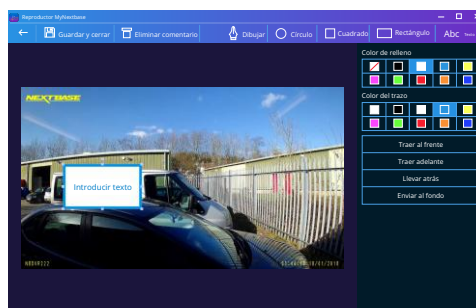 Reproductor MyNextbase
Guardar y cerrar
Eliminar comentario
Dibujar
Círculo
Cuadrado
Rectángulo
Abc Texto
Color de relleno
NEXTBASE
Color del trazo
Traer al frente
Traer adelante
Llevar atrás
Enviar al fondo
Introducir texto